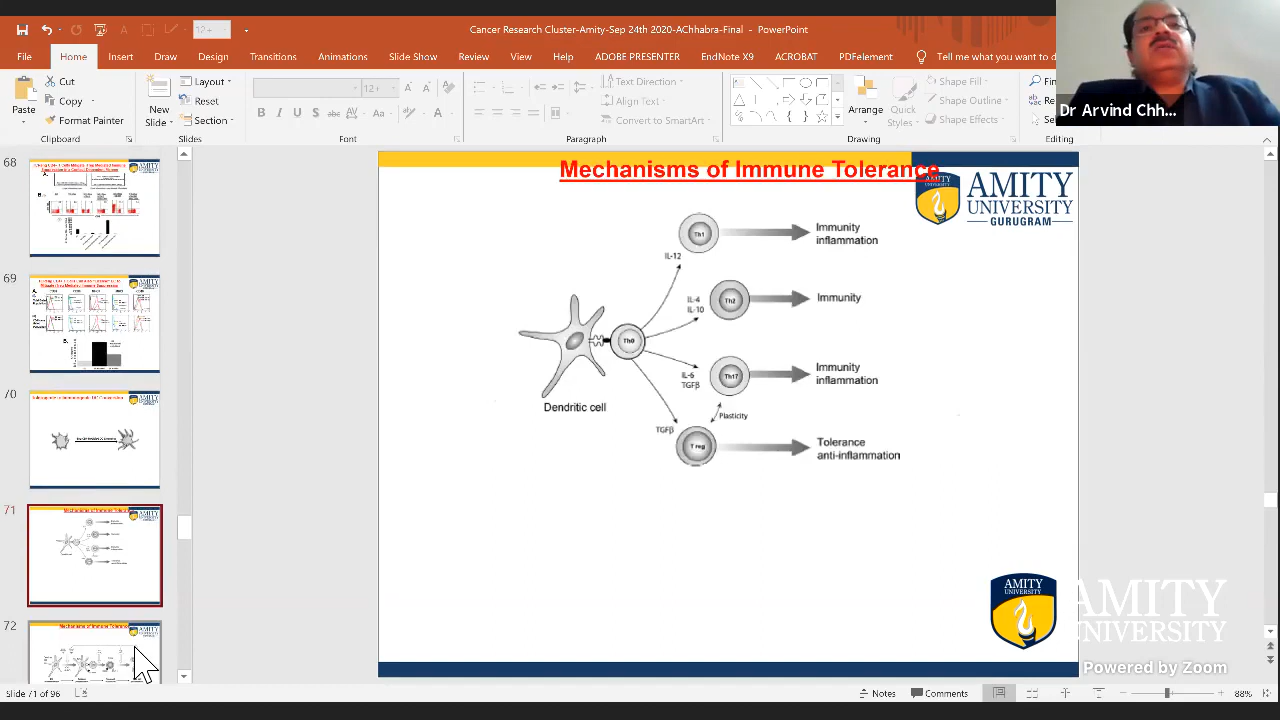 12+
Cancer Research Cluster-Amity-Sep 24th 2020-AChhabra-Final - PowerPoint
File Home Insert Draw Design Transitions Animations Slide Show Review View Help ADOBE PRESENTER EndNote X9 ACROBAT PDFelement Tell me what you want to d
Paste
Cut
Copy
Format Painter
Clipboard
New Slide
Layout
Reset
Section
Slides
12+
Font
Text Direction
Align Text
Convert to SmartArt
Paragraph
Arrange
Quick Styles
Shape Fill
Shape Outline
Shape Effects
Drawing
Dr Arvind Chh...
68
69
70
71
72
Mechanisms of Immune Tolerance
AMITY
UNIVERSITY
GURUGRAM
Th1
Immunity
inflammation
IL-12
IL-4
IL-10
Th2
Immunity
Th0
IL-6
TGFβ
Th17
Immunity
inflammation
Dendritic cell
Plasticity
TGFβ
T reg
Tolerance
anti-inflammation
AMITY
UNIVERSITY
AMITY
UNIVERSITY
Powered by Zoom
Slide 71 of 96
Notes
Comments
88%